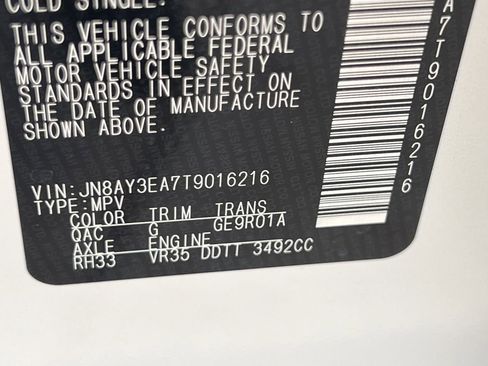 COLD SINGLE:
THIS VEHICLE CONFORMS TO
ALL APPLICABLE FEDERAL
MOTOR VEHICLE SAFETY
STANDARDS IN EFFECT ON
THE DATE OF MANUFACTURE
SHOWN ABOVE.
VIN:JN8AY3EA7T9016216
TYPE:MPV
COLOR TRIM TRANS
QAC G GE9R01A
AXLE ENGINE
RH33 VR35 DDTT 3492CC
A7T9016216